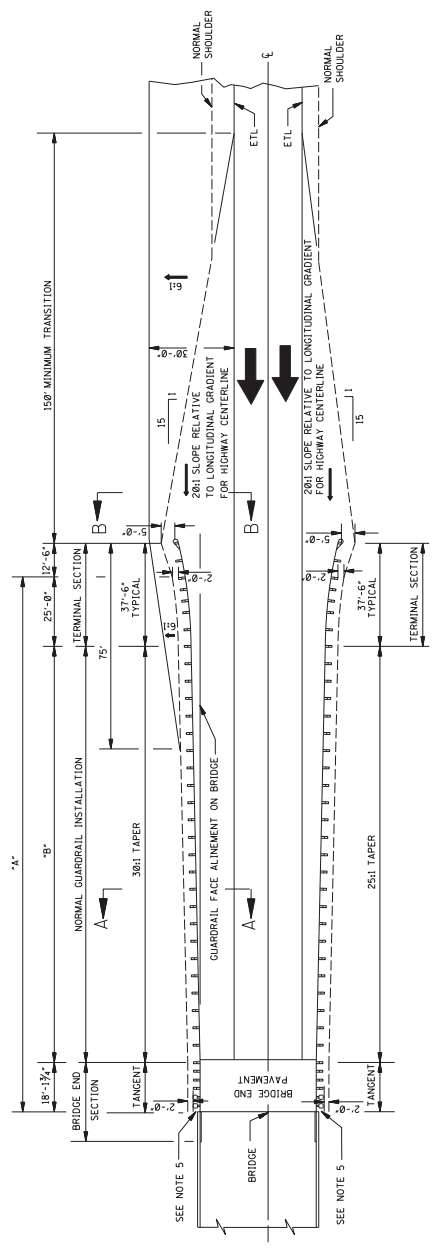 150' MINIMUM TRANSITION
12'-6"
25'-0"
TERMINAL SECTION
37'-6"
TYPICAL
75'
"A"
"B"
NORMAL GUARDRAIL INSTALLATION
30:1 TAPER
18'-1¾"
BRIDGE END
SECTION
TANGENT
NORMAL
SHOULDER
6:1
30'-0"
15
1
20:1 SLOPE RELATIVE
TO LONGITUDINAL GRADIENT
FOR HIGHWAY CENTERLINE
B
5'-0"
2'-0"
6:1
A
GUARDRAIL FACE ALINEMENT ON BRIDGE
2'-0"
SEE NOTE 5
ETL
℄
BRIDGE END
PAVEMENT
BRIDGE
A
B
ETL
NORMAL
SHOULDER
20:1 SLOPE RELATIVE TO LONGITUDINAL GRADIENT
FOR HIGHWAY CENTERLINE
1
15
5'-0"
2'-0"
2'-0"
SEE NOTE 5
37'-6"
TYPICAL
TERMINAL SECTION
25:1 TAPER
TANGENT